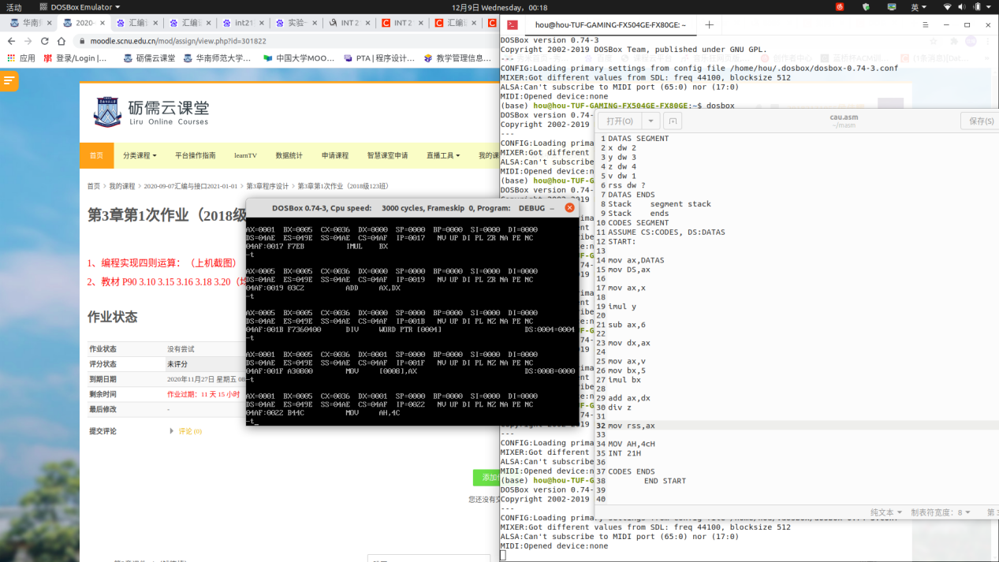 活动
DOSBox Emulator
12月9日 Wednesday，00:18
英
华南师
2020-
汇编
汇编
int21
实验-
INT 2
INT 2
汇编
moodle.scnu.edu.cn/mod/assign/view.php?id=301822
应用
登录/Login |...
砺儒云课堂
华南师范大学...
中国大学MOO...
PTA | 程序设计...
教学管理信息...
砺儒云课堂
Liru Online Courses
首页
分类课程
平台操作指南
learnTV
数据统计
申请课程
智慧课室申请
直播工具
我的课
首页 > 我的课程 > 2020-09-07汇编与接口2021-01-01 > 第3章程序设计 > 第3章第1次作业（2018级123班）
第3章第1次作业（2018级
1、编程实现四则运算：（上机截图）
2、教材 P90 3.10 3.15 3.16 3.18 3.20（
作业状态
作业状态 没有尝试
评分状态 未评分
到期日期 2020年11月27日 星期五 08
剩余时间 作业过期：11 天 15 小时
最后修改 -
提交评论 评论 (0)
您还没有
DOSBox 0.74-3, Cpu speed: 3000 cycles, Frameskip 0, Program: DEBUG
AX=0001 BX=0005 CX=0036 DX=0000 SP=0000 BP=0000 SI=0000 DI=0000
DS=04AE ES=049E SS=04AE CS=04AF IP=0017 NV UP DI PL ZR NA PE NC
04AF:0017 F7EB IMUL BX
-t
AX=0005 BX=0005 CX=0036 DX=0000 SP=0000 BP=0000 SI=0000 DI=0000
DS=04AE ES=049E SS=04AE CS=04AF IP=0019 NV UP DI PL ZR NA PE NC
04AF:0019 03C2 ADD AX,DX
-t
AX=0005 BX=0005 CX=0036 DX=0000 SP=0000 BP=0000 SI=0000 DI=0000
DS=04AE ES=049E SS=04AE CS=04AF IP=001B NV UP DI PL NZ NA PE NC
04AF:001B F7360400 DIV WORD PTR [0004] DS:0004=0004
-t
AX=0001 BX=0005 CX=0036 DX=0001 SP=0000 BP=0000 SI=0000 DI=0000
DS=04AE ES=049E SS=04AE CS=04AF IP=001F NV UP DI PL NZ NA PE NC
04AF:001F A30800 MOV [0008],AX DS:0008=0000
-t
AX=0001 BX=0005 CX=0036 DX=0001 SP=0000 BP=0000 SI=0000 DI=0000
DS=04AE ES=049E SS=04AE CS=04AF IP=0022 NV UP DI PL NZ NA PE NC
04AF:0022 B44C MOV AH,4C
-t_
hou@hou-TUF-GAMING-FX504GE-FX80GE: ~
DOSBox version 0.74-3
Copyright 2002-2019 DOSBox Team, published under GNU GPL.
---
CONFIG:Loading primary settings from config file /home/hou/.dosbox/dosbox-0.74-3.conf
MIXER:Got different values from SDL: freq 44100, blocksize 512
ALSA:Can't subscribe to MIDI port (65:0) nor (17:0)
MIDI:Opened device:none
(base) hou@hou-TUF-GAMING-FX504GE-FX80GE:~$ dosbox
DOSBox version 0.74-
Copyright 2002-2019
---
CONFIG:Loading prima
MIXER:Got different
ALSA:Can't subscribe
MIDI:Opened device:n
(base) hou@hou-TUF-G
DOSBox version 0.74-
打开(O)
cau.asm
~/masm
保存(S)
1 DATAS SEGMENT
2 x dw 2
3 y dw 3
4 z dw 4
5 v dw 1
6 rss dw ?
7 DATAS ENDS
8 Stack segment stack
9 Stack ends
10 CODES SEGMENT
11 ASSUME CS:CODES, DS:DATAS
12 START:
13
14 mov ax,DATAS
15 mov DS,ax
16
17 mov ax,x
18
19 imul y
20
21 sub ax,6
22
23 mov dx,ax
24
25 mov ax,v
26 mov bx,5
27 imul bx
28
29 add ax,dx
30 div z
31
32 mov rss,ax
33
34 MOV AH,4cH
35 INT 21H
36
37 CODES ENDS
38 END START
39
40
纯文本
制表符宽度：8
第 3
---
CONFIG:Loading prima
MIXER:Got different
ALSA:Can't subscribe
MIDI:Opened device:n
(base) hou@hou-TUF-G
DOSBox version 0.74-
Copyright 2002-2019
---
MIXER:Got different values from SDL: freq 44100, blocksize 512
ALSA:Can't subscribe to MIDI port (65:0) nor (17:0)
MIDI:Opened device:none